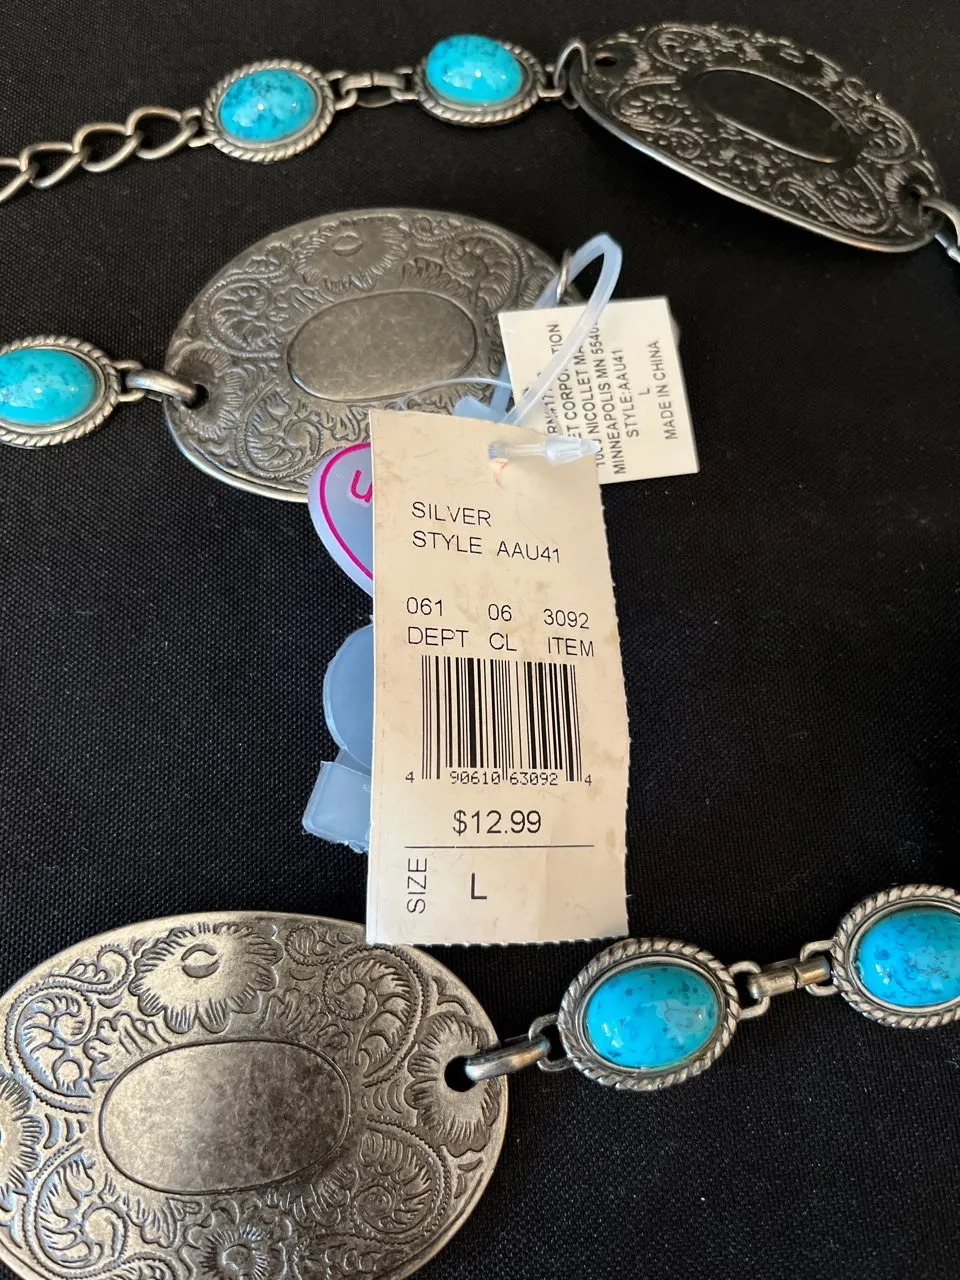 SILVER
STYLE AAU41
061 06 3092
DEPT CL ITEM
4 90610 63092 4
$12.99
SIZE L
NICOLLET
MINNEAPOLIS MN
STYLE:AAU41
L
MADE IN CHINA